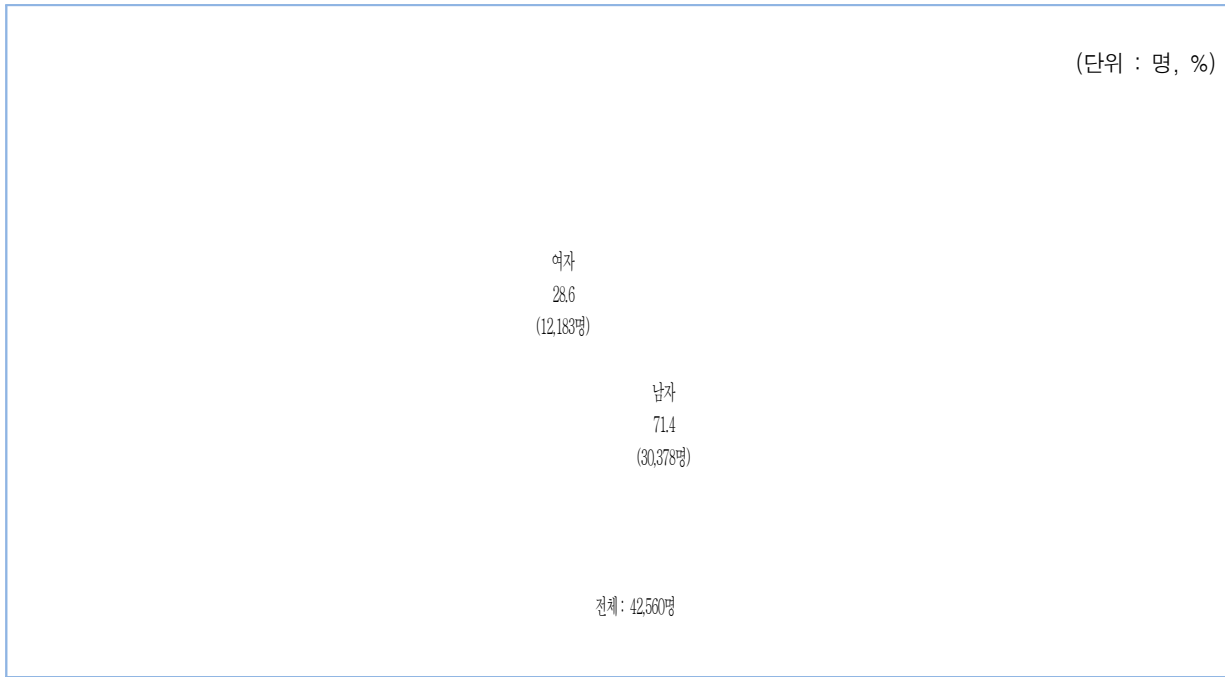 (단위 : 명, %)
여자
28.6
(12,183명)
남자
71.4
(30,378명)
전체 : 42,560명